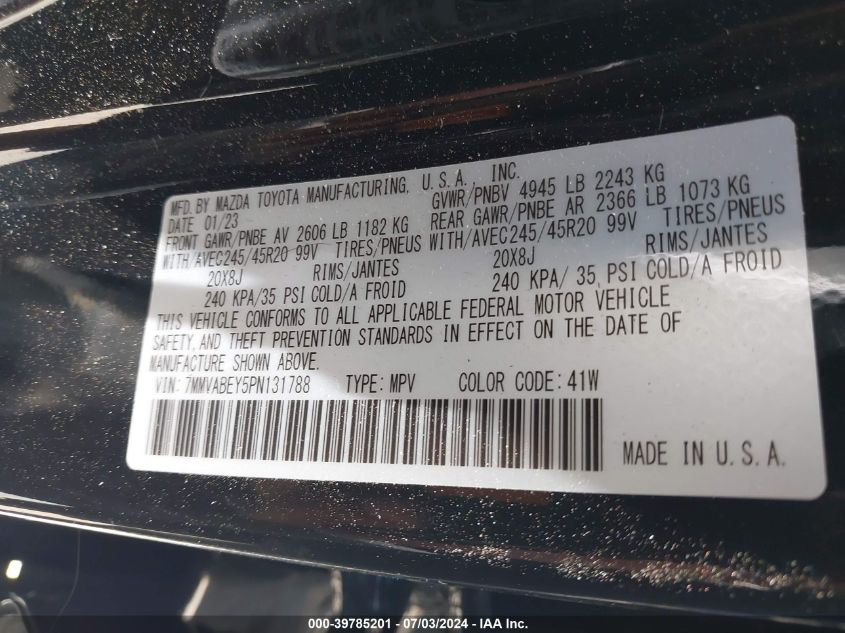 MFD. BY MAZDA TOYOTA MANUFACTURING, U.S.A., INC.
DATE 01/23 GVWR/PNBV 4945 LB 2243 KG
FRONT GAWR/PNBE AV 2606 LB 1182 KG REAR GAWR/PNBE AR 2366 LB 1073 KG
WITH/AVEC245/45R20 99V TIRES/PNEUS WITH/AVEC245/45R20 99V TIRES/PNEUS
20X8J RIMS/JANTES 20X8J RIMS/JANTES
240 KPA/35 PSI COLD/A FROID 240 KPA/ 35 PSI COLD/A FROID
THIS VEHICLE CONFORMS TO ALL APPLICABLE FEDERAL MOTOR VEHICLE
SAFETY, AND THEFT PREVENTION STANDARDS IN EFFECT ON THE DATE OF
MANUFACTURE SHOWN ABOVE.
VIN: 7MMVABEY5PN131788 TYPE: MPV COLOR CODE: 41W
MADE IN U.S.A.
000-39785201 - 07/03/2024 - IAAI.com